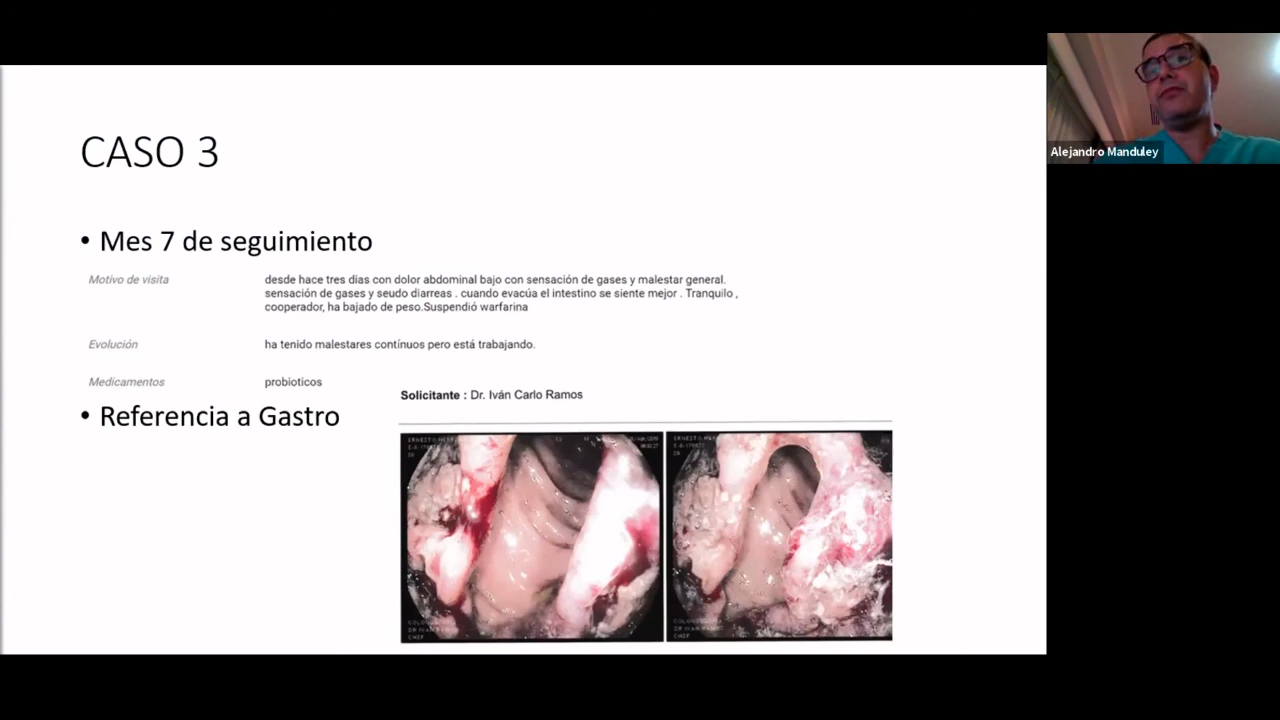 CASO 3
• Mes 7 de seguimiento
Motivo de visita
desde hace tres dias con dolor abdominal bajo con sensación de gases y malestar general.
sensación de gases y seudo diarreas . cuando evacúa el intestino se siente mejor . Tranquilo ,
cooperador, ha bajado de peso.Suspendió warfarina
Evolución
ha tenido malestares contínuos pero está trabajando.
Medicamentos
probioticos
• Referencia a Gastro
Solicitante : Dr. Iván Carlo Ramos
Alejandro Manduley